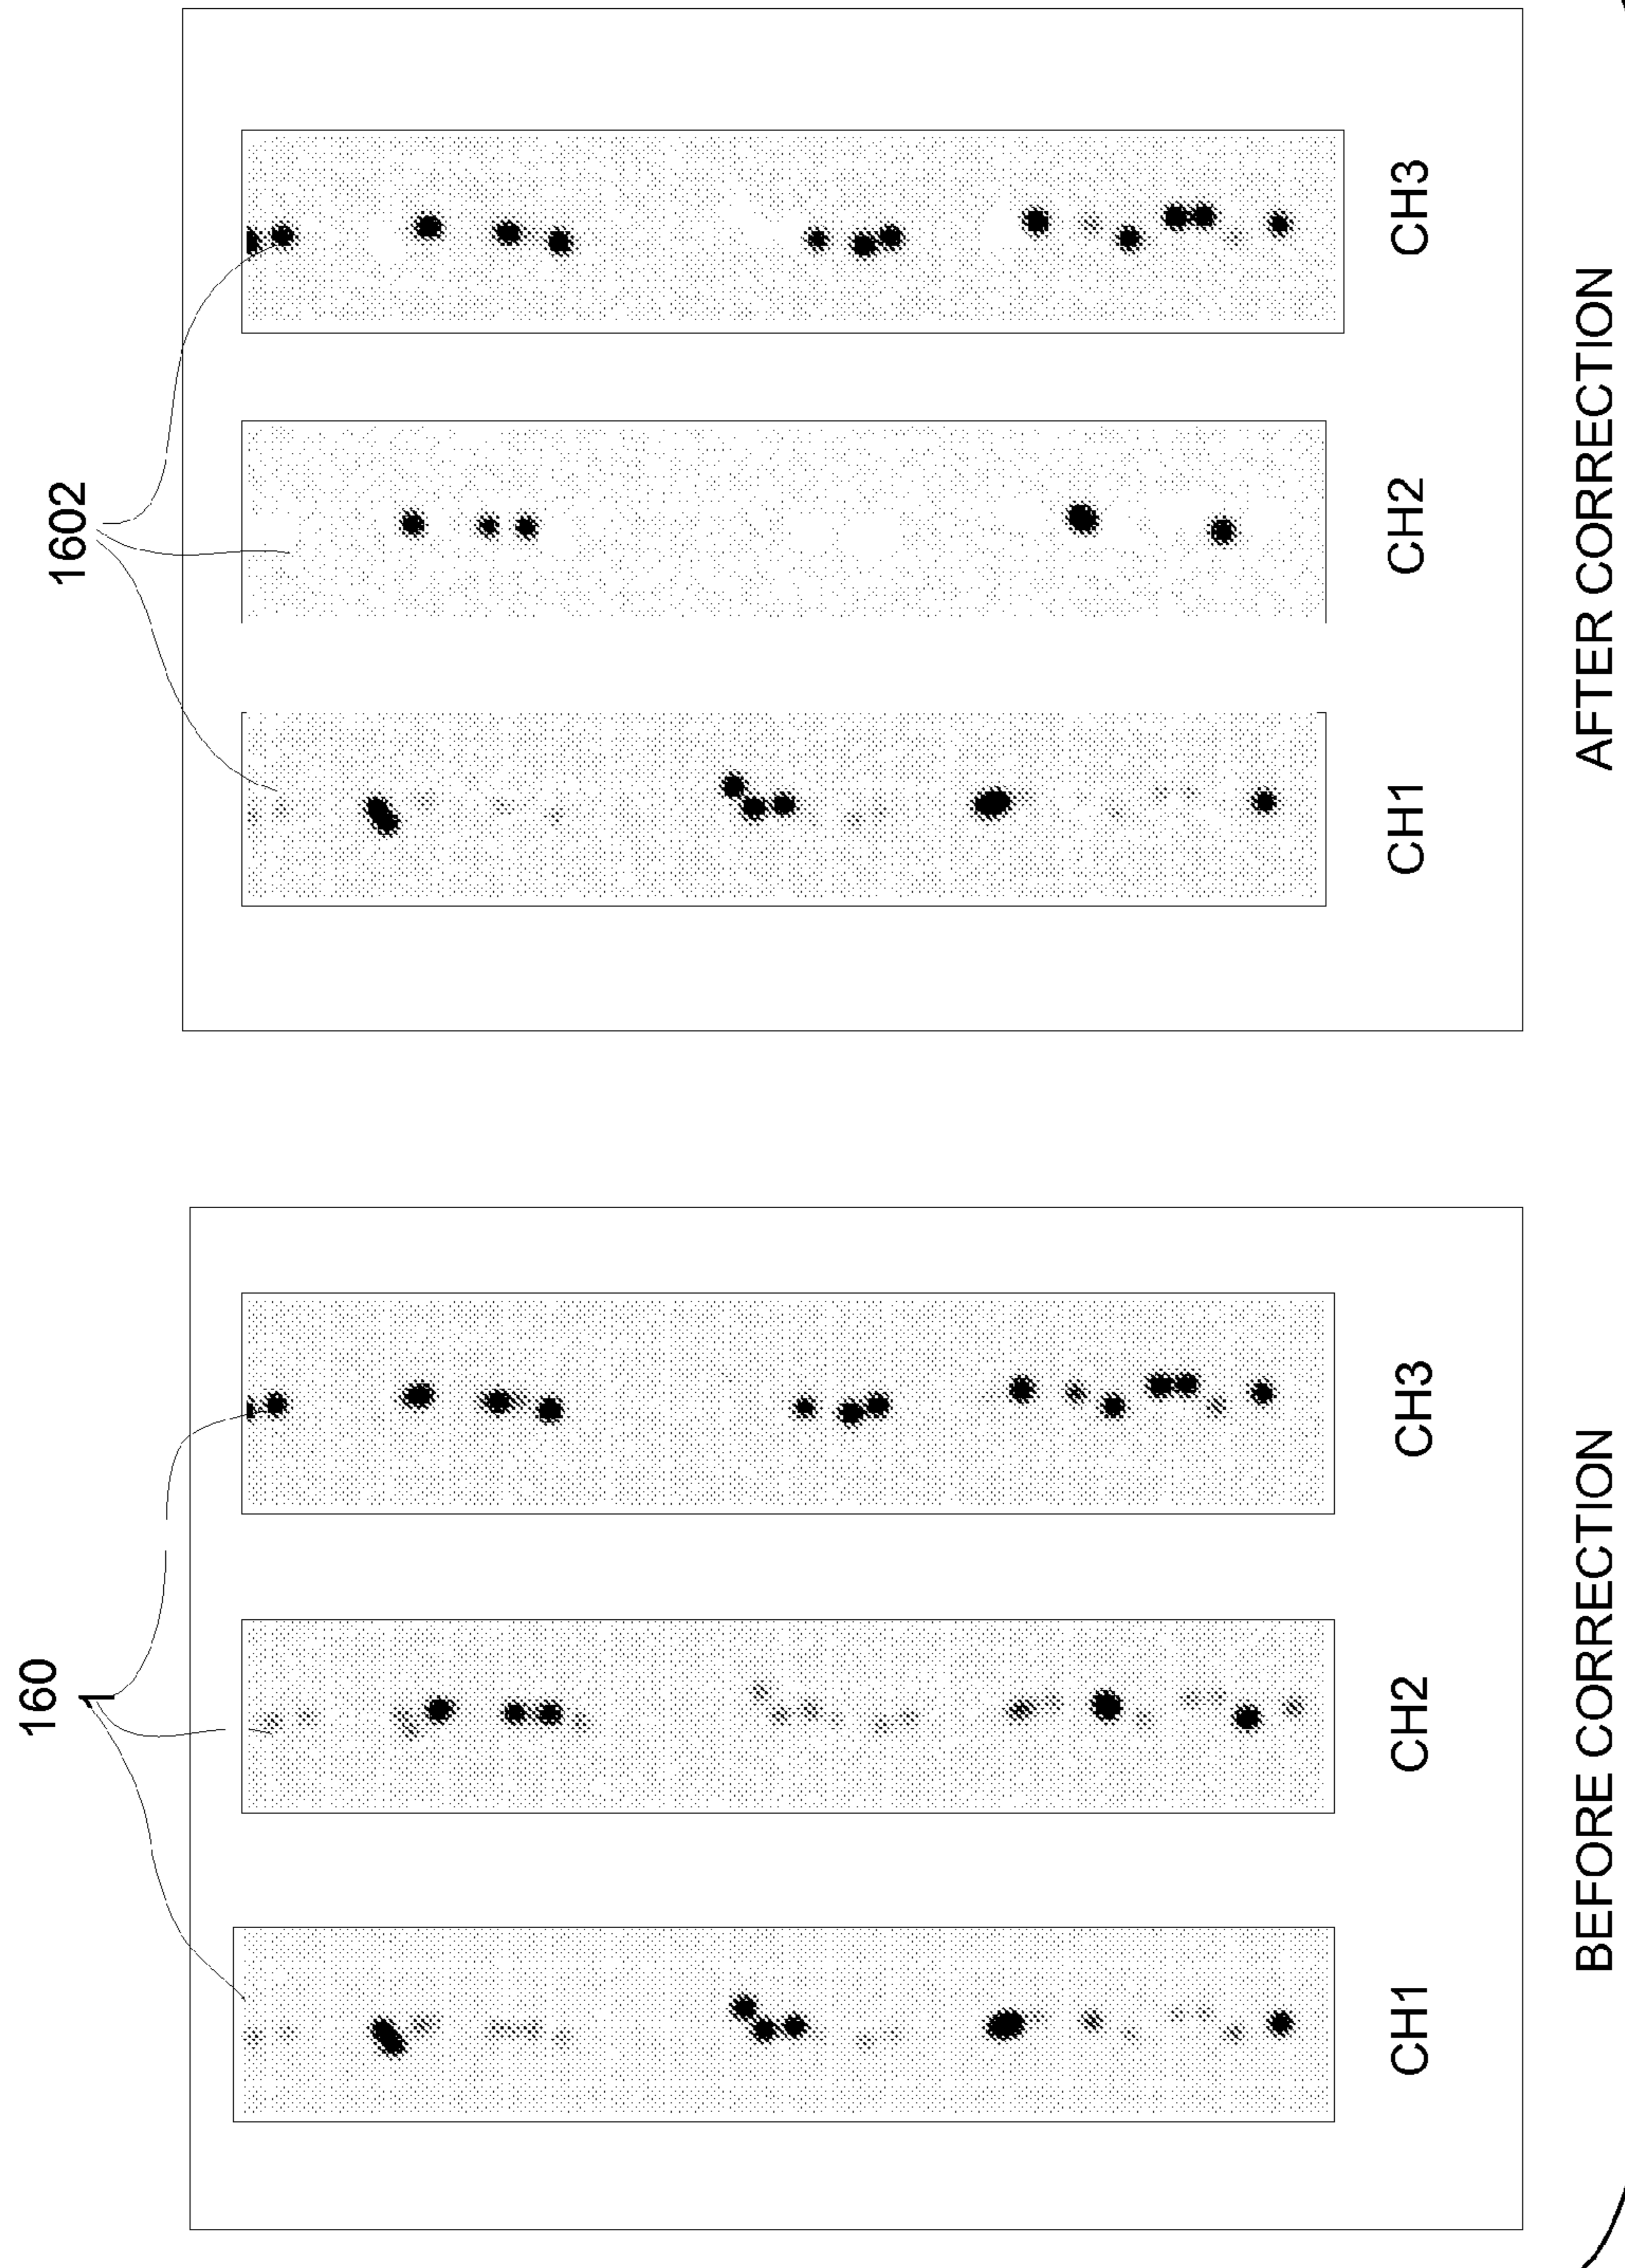 160
1
CH1 CH2 CH3
BEFORE CORRECTION
1602
CH1 CH2 CH3
AFTER CORRECTION